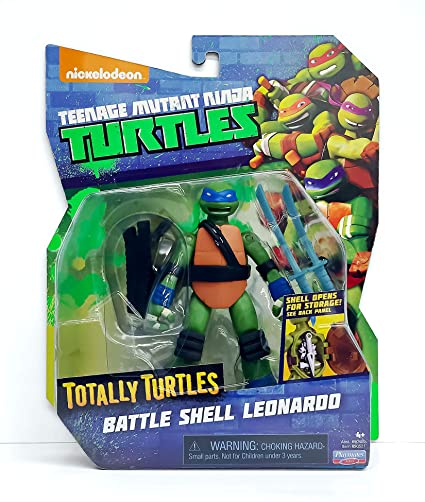 nickelodeon
TEENAGE MUTANT NINJA
TURTLES
SHELL OPENS
FOR STORAGE!
SEE BACK PANEL
TOTALLY TURTLES
BATTLE SHELL LEONARDO
WARNING: CHOKING HAZARD-
Small parts. Not for Children under 3 years.
Playmates